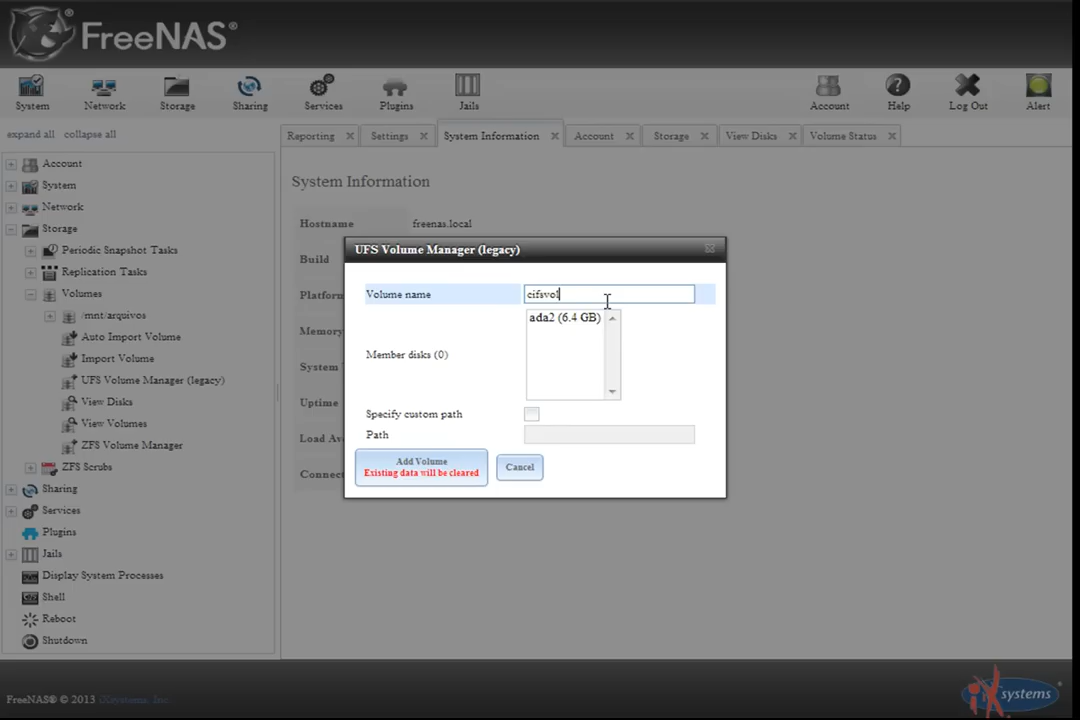 FreeNAS®
System Network Storage Sharing Services Plugins Jails Account Help Log Out Alert
expand all collapse all
Reporting Settings System Information Account Storage View Disks Volume Status
Account
System
Network
Storage
Periodic Snapshot Tasks
Replication Tasks
Volumes
/mnt/arquivos
Auto Import Volume
Import Volume
UFS Volume Manager (legacy)
View Disks
View Volumes
ZFS Volume Manager
ZFS Scrubs
Sharing
Services
Plugins
Jails
Display System Processes
Shell
Reboot
Shutdown
System Information
Hostname freenas.local
Build
Platform
Memory
System
Uptime
Load Av
Connec
UFS Volume Manager (legacy)
Volume name cifsvol
Member disks (0) ada2 (6.4 GB)
Specify custom path
Path
Add Volume
Existing data will be cleared
Cancel
FreeNAS® © 2013 iXsystems, Inc.
iXsystems